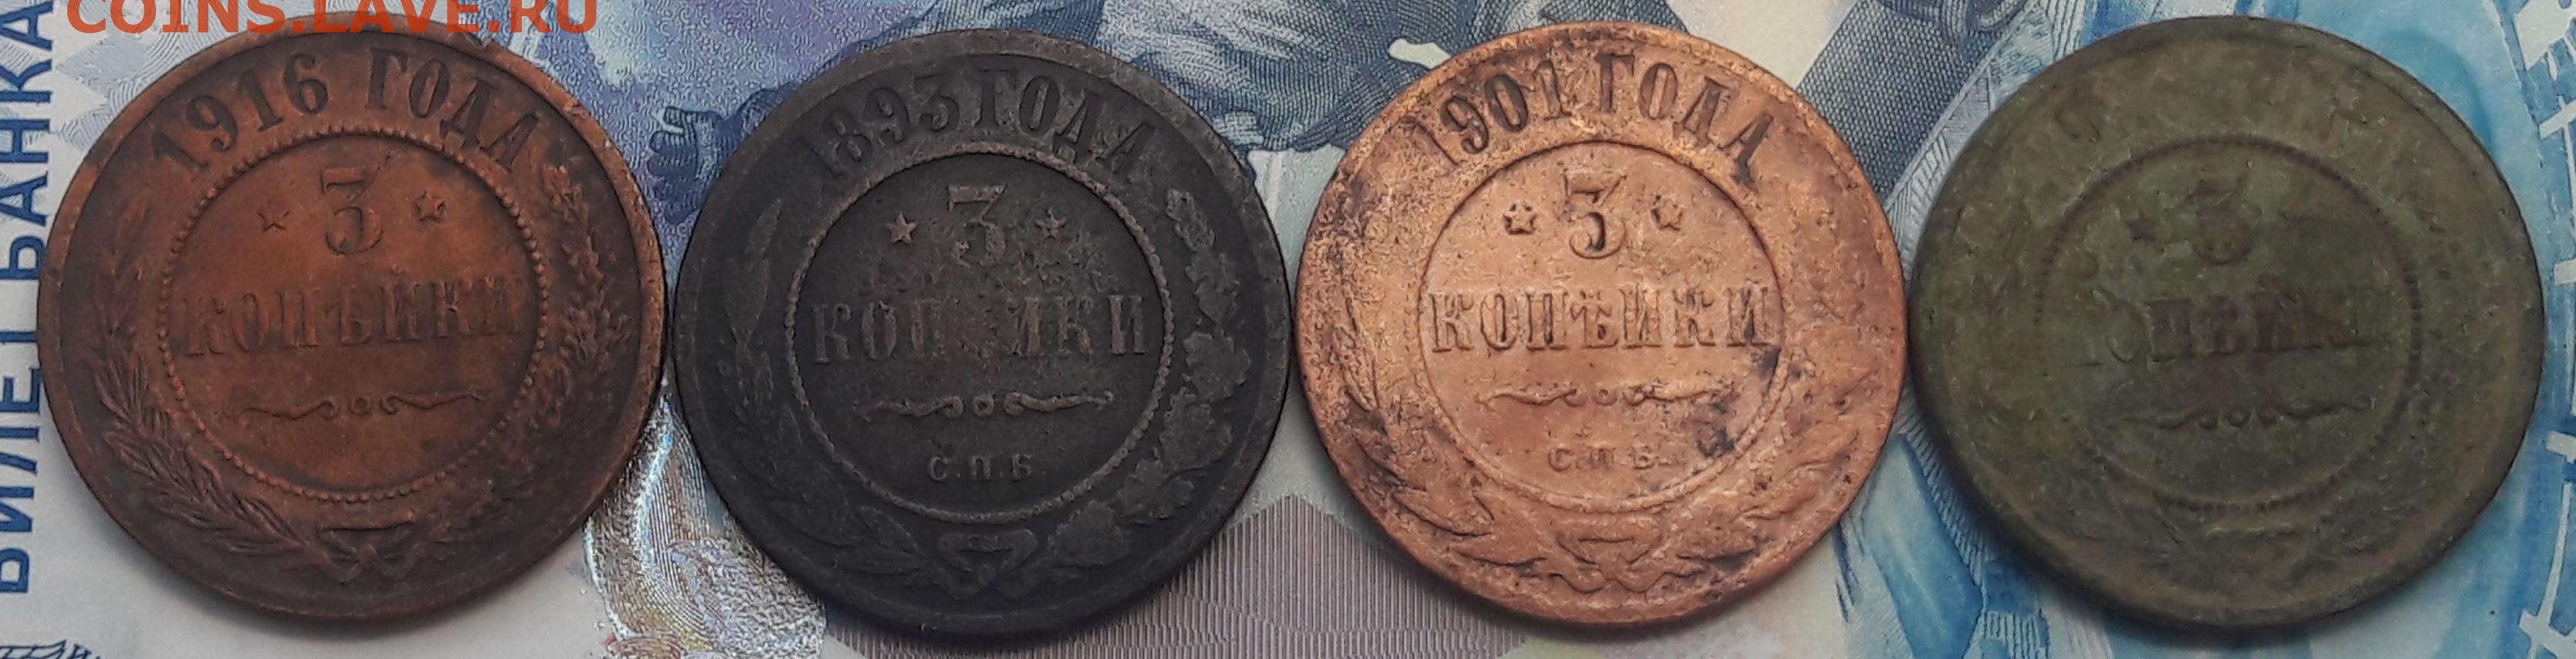 COINS.LAVE.RU
БИЛЕТ БАНКА
1916 ГОДА
3
КОПѢЙКИ
1893 ГОДА
3
КОПѢЙКИ
С.П.Б.
1901 ГОДА
3
КОПѢЙКИ
С.П.Б.
3
КОПѢЙКИ